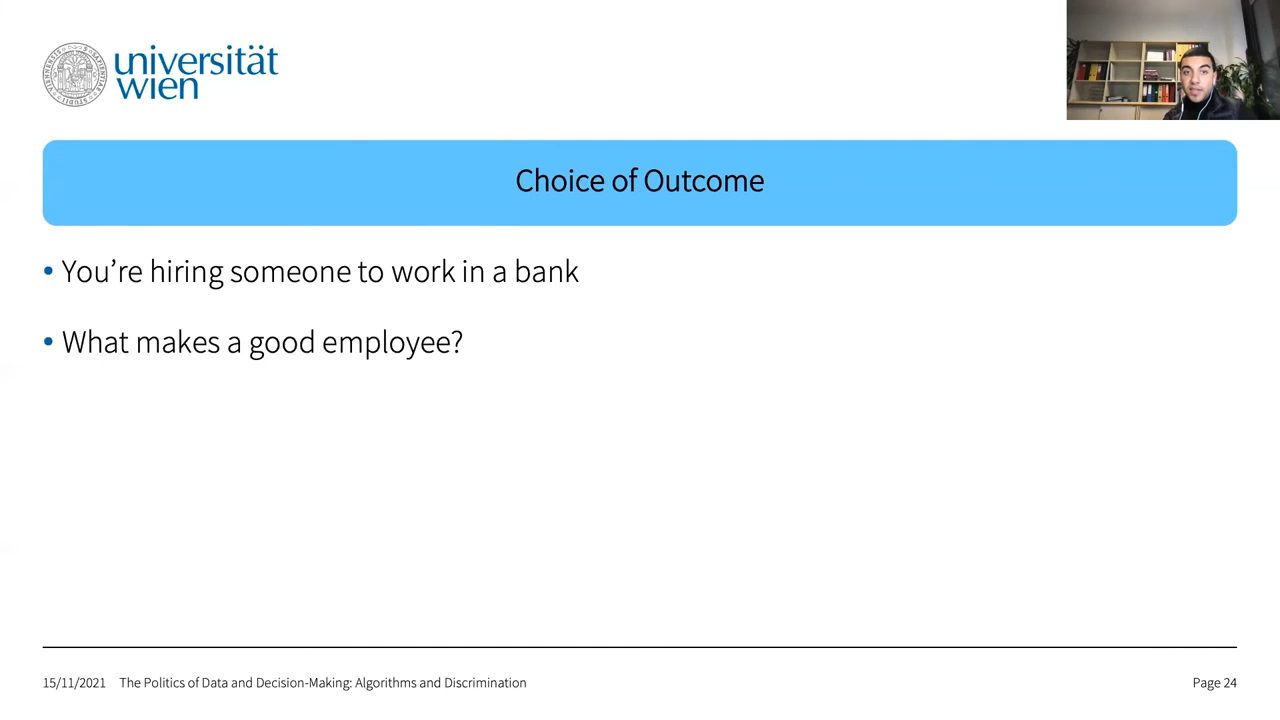 universität
wien
Choice of Outcome
• You’re hiring someone to work in a bank
• What makes a good employee?
15/11/2021 The Politics of Data and Decision-Making: Algorithms and Discrimination Page 24